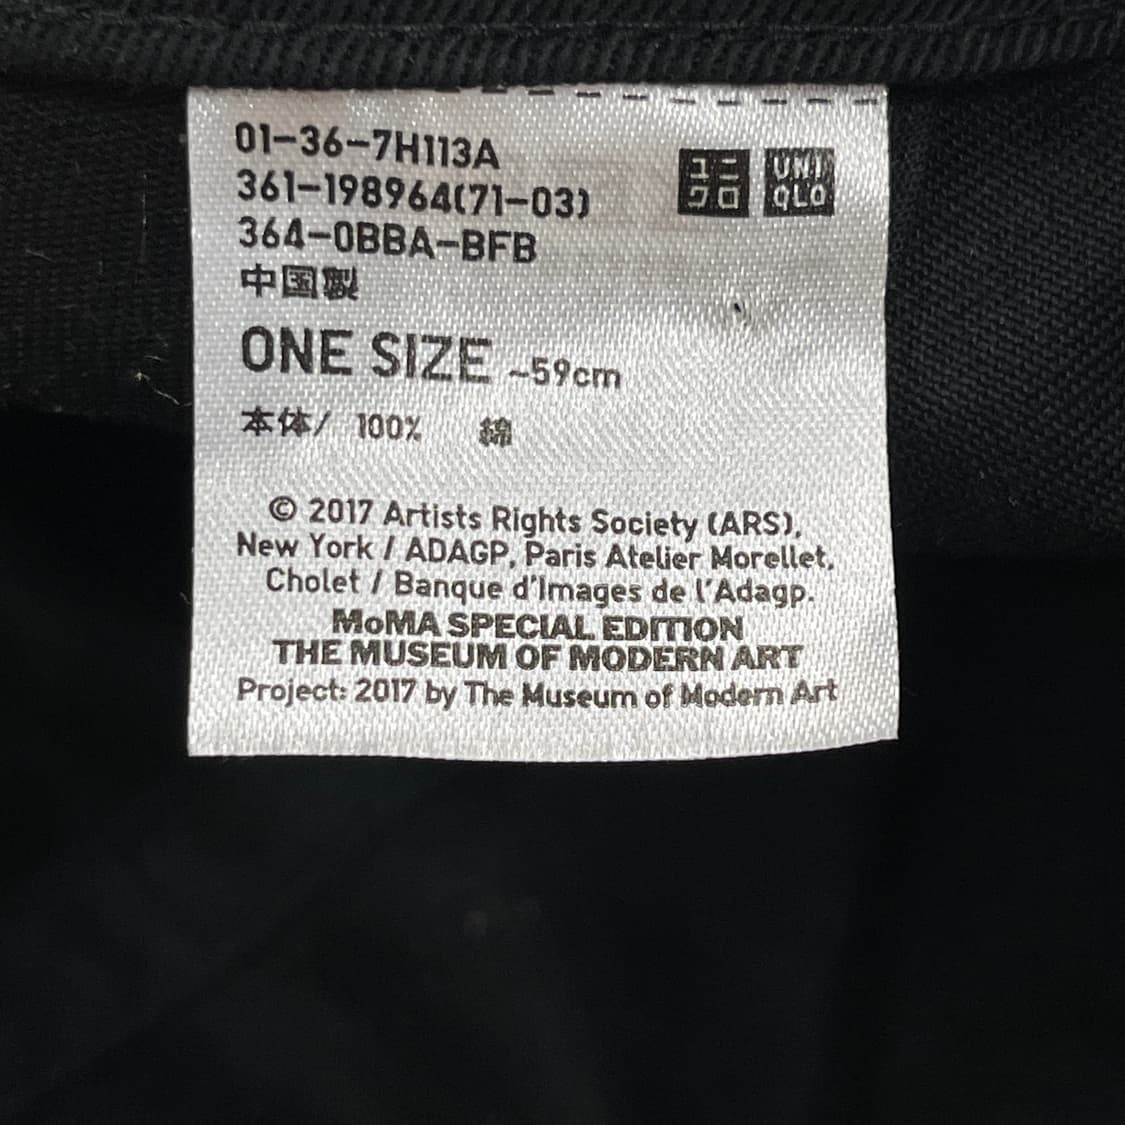 01-36-7H113A
361-198964(71-03)
364-0BBA-BFB
中国製
ユニ
クロ
UNI
QLO
ONE SIZE ~59cm
本体/ 100% 綿
© 2017 Artists Rights Society (ARS),
New York / ADAGP, Paris Atelier Morellet,
Cholet / Banque d'Images de l'Adagp.
MoMA SPECIAL EDITION
THE MUSEUM OF MODERN ART
Project: 2017 by The Museum of Modern Art